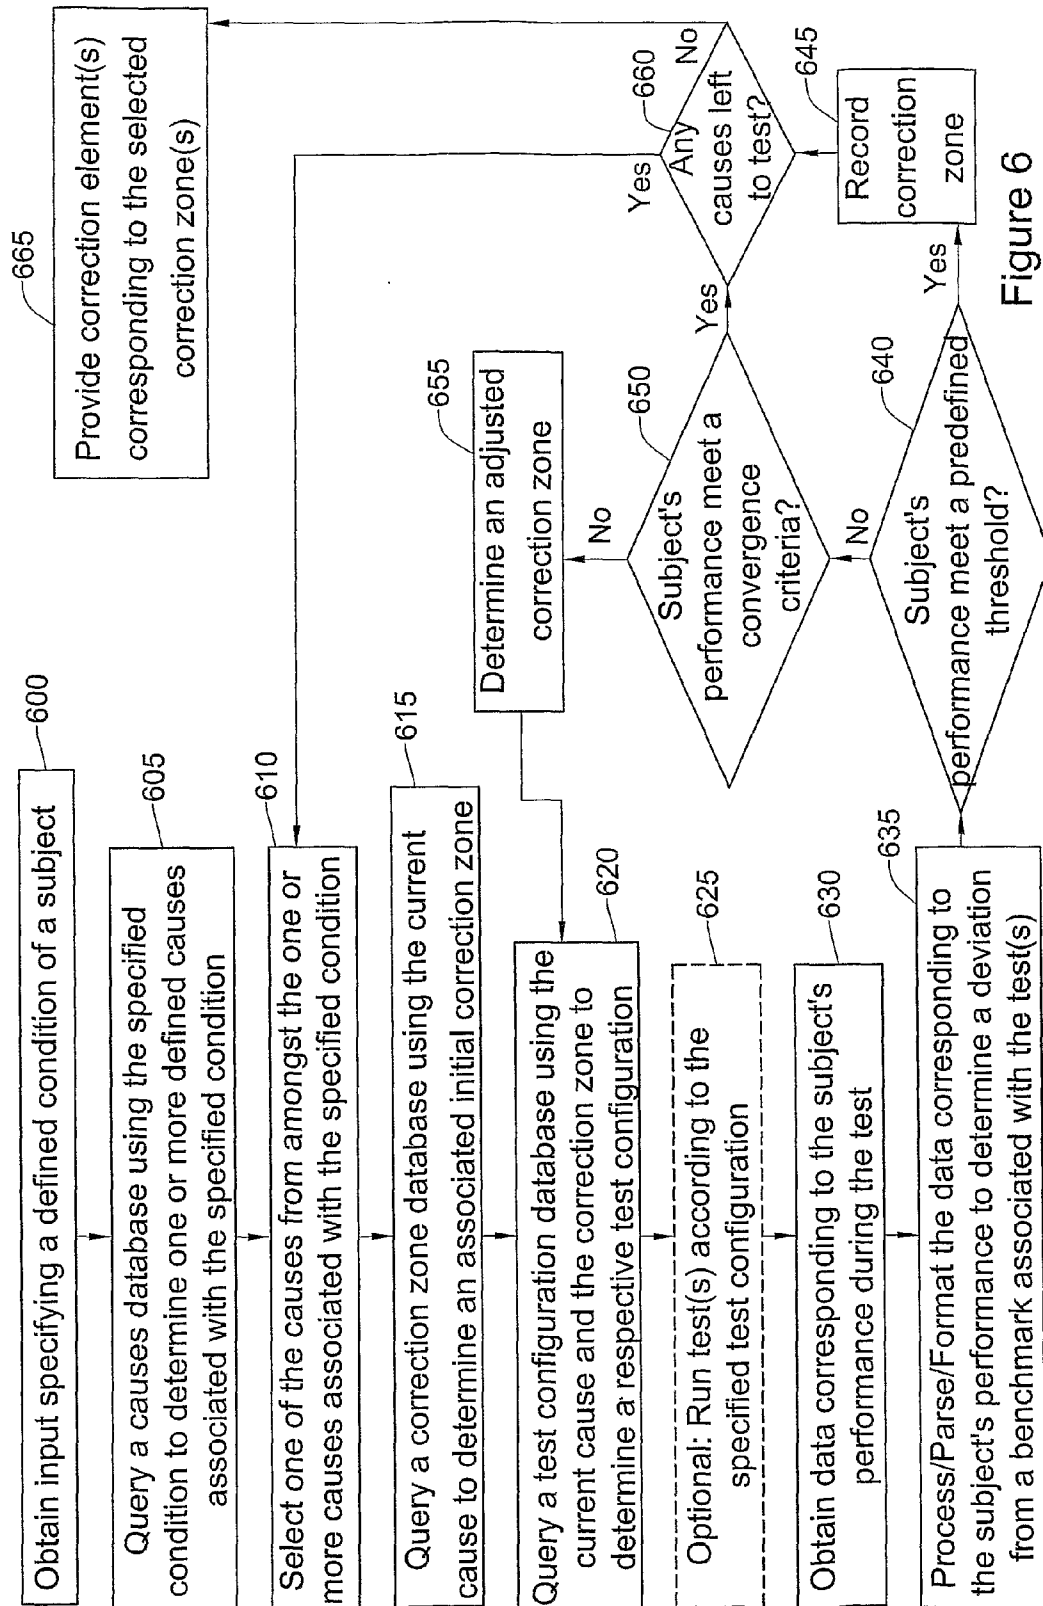 600
Obtain input specifying a defined condition of a subject
605
Query a causes database using the specified
condition to determine one or more defined causes
associated with the specified condition
610
Select one of the causes from amongst the one or
more causes associated with the specified condition
615
Query a correction zone database using the current
cause to determine an associated initial correction zone
620
Query a test configuration database using the
current cause and the correction zone to
determine a respective test configuration
625
Optional: Run test(s) according to the
specified test configuration
630
Obtain data corresponding to the subject's
performance during the test
635
Process/Parse/Format the data corresponding to
the subject's performance to determine a deviation
from a benchmark associated with the test(s)
640
Subject's
performance meet a predefined
threshold?
No
Yes
645
Record
correction
zone
650
Subject's
performance meet a
convergence
criteria?
No
Yes
655
Determine an adjusted
correction zone
660
Any
causes left
to test?
Yes
No
665
Provide correction element(s)
corresponding to the selected
correction zone(s)
Figure 6